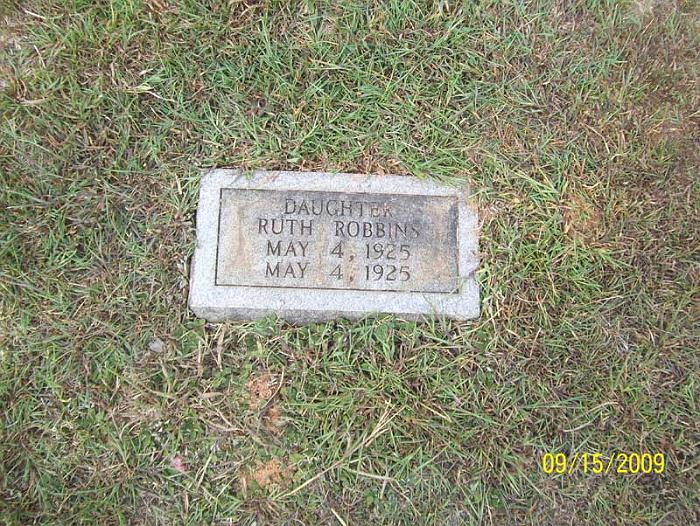 DAUGHTER
RUTH ROBBINS
MAY 4, 1925
MAY 4, 1925
09/15/2009